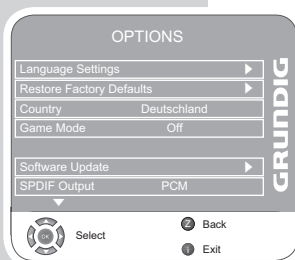 OPTIONS
Language Settings
Restore Factory Defaults
Country Deutschland
Game Mode Off
Software Update
SPDIF Output PCM
GRUNDIG
OK
Select
Z Back
i Exit